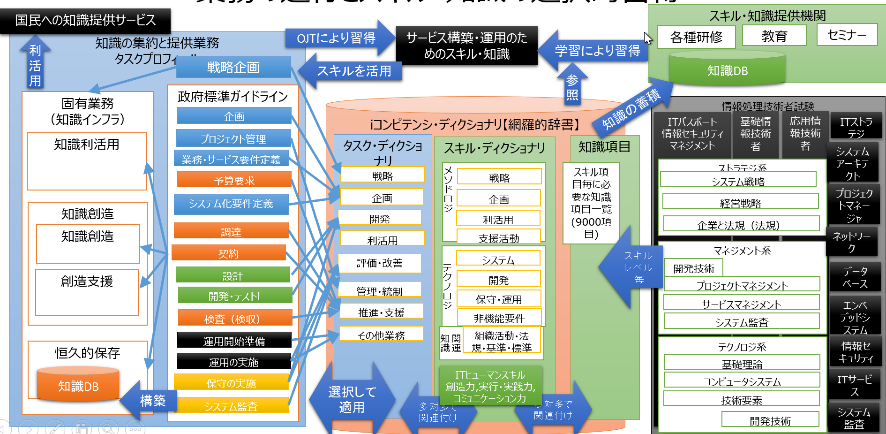 国民への知識提供サービス
利活用
知識の集約と提供業務
タスクプロフィール
戦略企画
固有業務
(知識インフラ)
知識利活用
知識創造
知識創造
創造支援
恒久的保存
知識DB
構築
政府標準ガイドライン
企画
プロジェクト管理
業務・サービス要件定義
予算要求
システム化要件定義
調達
契約
設計
開発・テスト
検査(検収)
運用開始準備
運用の実施
保守の実施
システム監査
OJTにより習得
スキルを活用
サービス構築・運用のた
めのスキル・知識
学習により習得
参照
知識の蓄積
iコンピテンシ・ディクショナリ【網羅的辞書】
タスク・ディクショ
ナリ
戦略
企画
開発
利活用
評価・改善
管理・統制
推進・支援
その他業務
スキル・ディクショナリ
メソドロジ
戦略
企画
利活用
支援活動
テクノロジ
システム
開発
保守・運用
非機能要件
関連知識
組織活動・法
規・基準・標準
ITヒューマンスキル
創造力,実行・実践力,
コミュニケーション力
知識項目
スキル項
目毎に必
要な知識
項目一覧
(9000項
目)
選択して
適用
多対多で
関連付け
対多で
関連付け
スキル
レベル
等
スキル・知識提供機関
各種研修
教育
セミナー
知識DB
情報処理技術者試験
ITパスポート
情報セキュリティ
マネジメント
基礎情
報技術
者
応用情
報技術
者
ITストラ
テジ
システム
アーキテ
クト
プロジェク
トマネー
ジャ
ネットワー
ク
データ
ベース
エンベ
デッドシ
ステム
情報セ
キュリティ
ITサービ
ス
システム
監査
ストラテジ系
システム戦略
経営戦略
企業と法規(法規)
マネジメント系
開発技術
プロジェクトマネジメント
サービスマネジメント
システム監査
テクノロジ系
基礎理論
コンピュータシステム
技術要素
開発技術